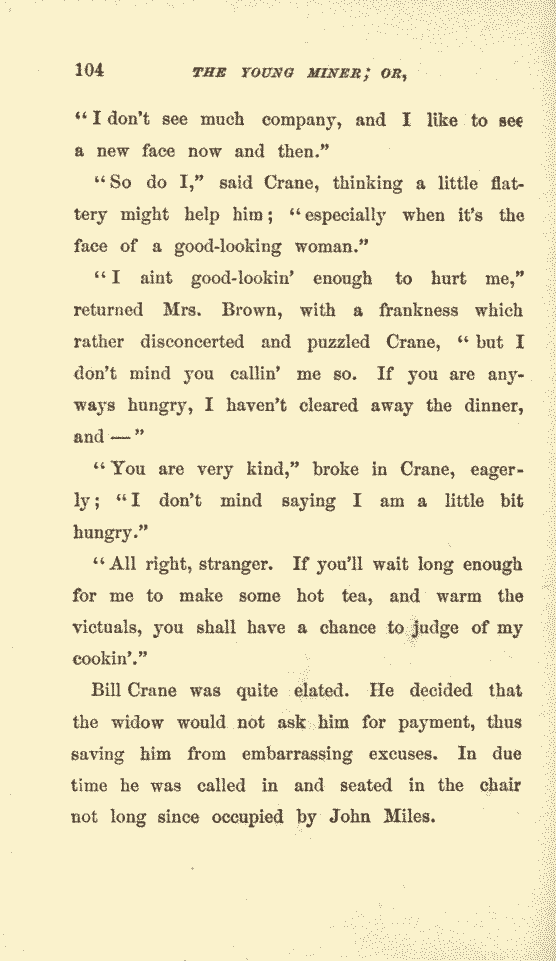 104 THE YOUNG MINER; OR,
"I don't see much company, and I like to see
a new face now and then."
"So do I," said Crane, thinking a little flat-
tery might help him; "especially when it's the
face of a good-looking woman."
"I aint good-lookin' enough to hurt me,"
returned Mrs. Brown, with a frankness which
rather disconcerted and puzzled Crane, "but I
don't mind you callin' me so. If you are any-
ways hungry, I haven't cleared away the dinner,
and —"
"You are very kind," broke in Crane, eager-
ly; "I don't mind saying I am a little bit
hungry."
"All right, stranger. If you'll wait long enough
for me to make some hot tea, and warm the
victuals, you shall have a chance to judge of my
cookin'."
Bill Crane was quite elated. He decided that
the widow would not ask him for payment, thus
saving him from embarrassing excuses. In due
time he was called in and seated in the chair
not long since occupied by John Miles.